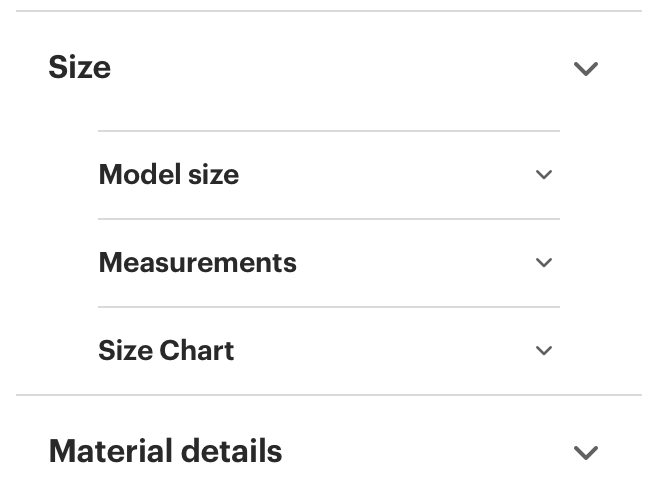 Size
Model size
Measurements
Size Chart
Material details